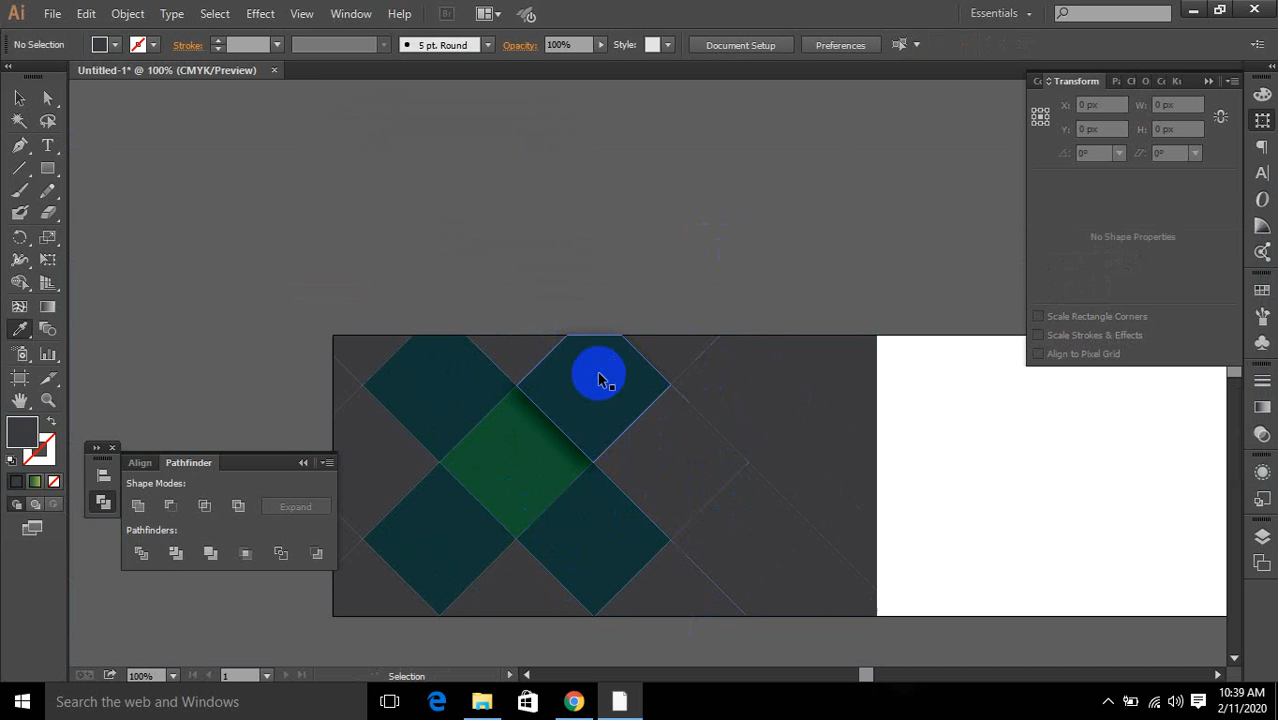 Ai File Edit Object Type Select Effect View Window Help Br Essentials
No Selection Stroke: 5 pt. Round Opacity: 100% Style: Document Setup Preferences
Untitled-1* @ 100% (CMYK/Preview)
Transform
X: 0 px W: 0 px
Y: 0 px H: 0 px
0° 0°
No Shape Properties
Scale Rectangle Corners
Scale Strokes & Effects
Align to Pixel Grid
Align Pathfinder
Shape Modes:
Expand
Pathfinders:
100% 1 Selection
Search the web and Windows
10:39 AM
2/11/2020